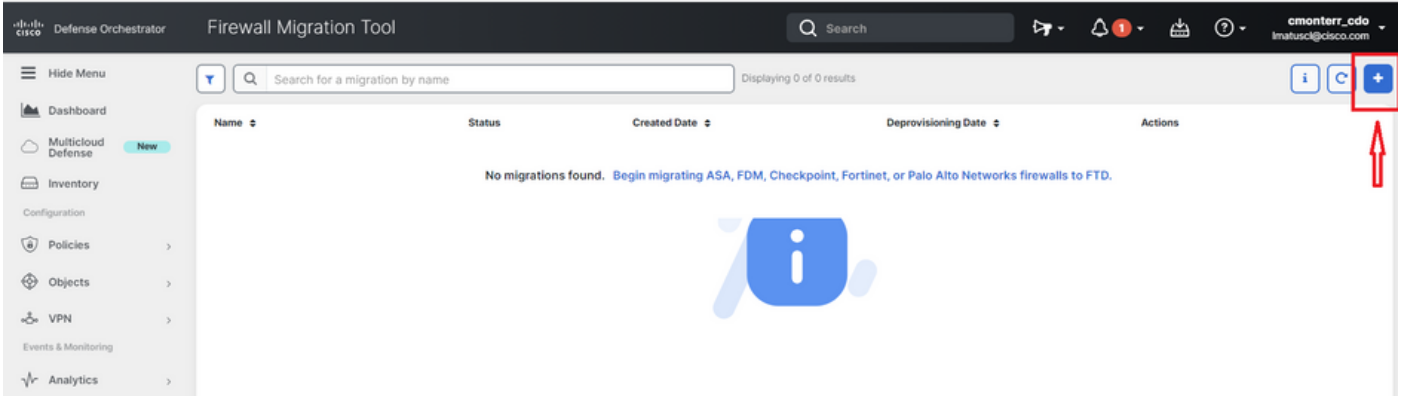 cisco Defense Orchestrator
Firewall Migration Tool
Search
1
?
cmonterr_cdo
lmatuscl@cisco.com
Hide Menu
Search for a migration by name
Displaying 0 of 0 results
i
+
Dashboard
Name
Status
Created Date
Deprovisioning Date
Actions
Multicloud
Defense
New
No migrations found. Begin migrating ASA, FDM, Checkpoint, Fortinet, or Palo Alto Networks firewalls to FTD.
Inventory
Configuration
Policies
Objects
i
VPN
Events & Monitoring
Analytics